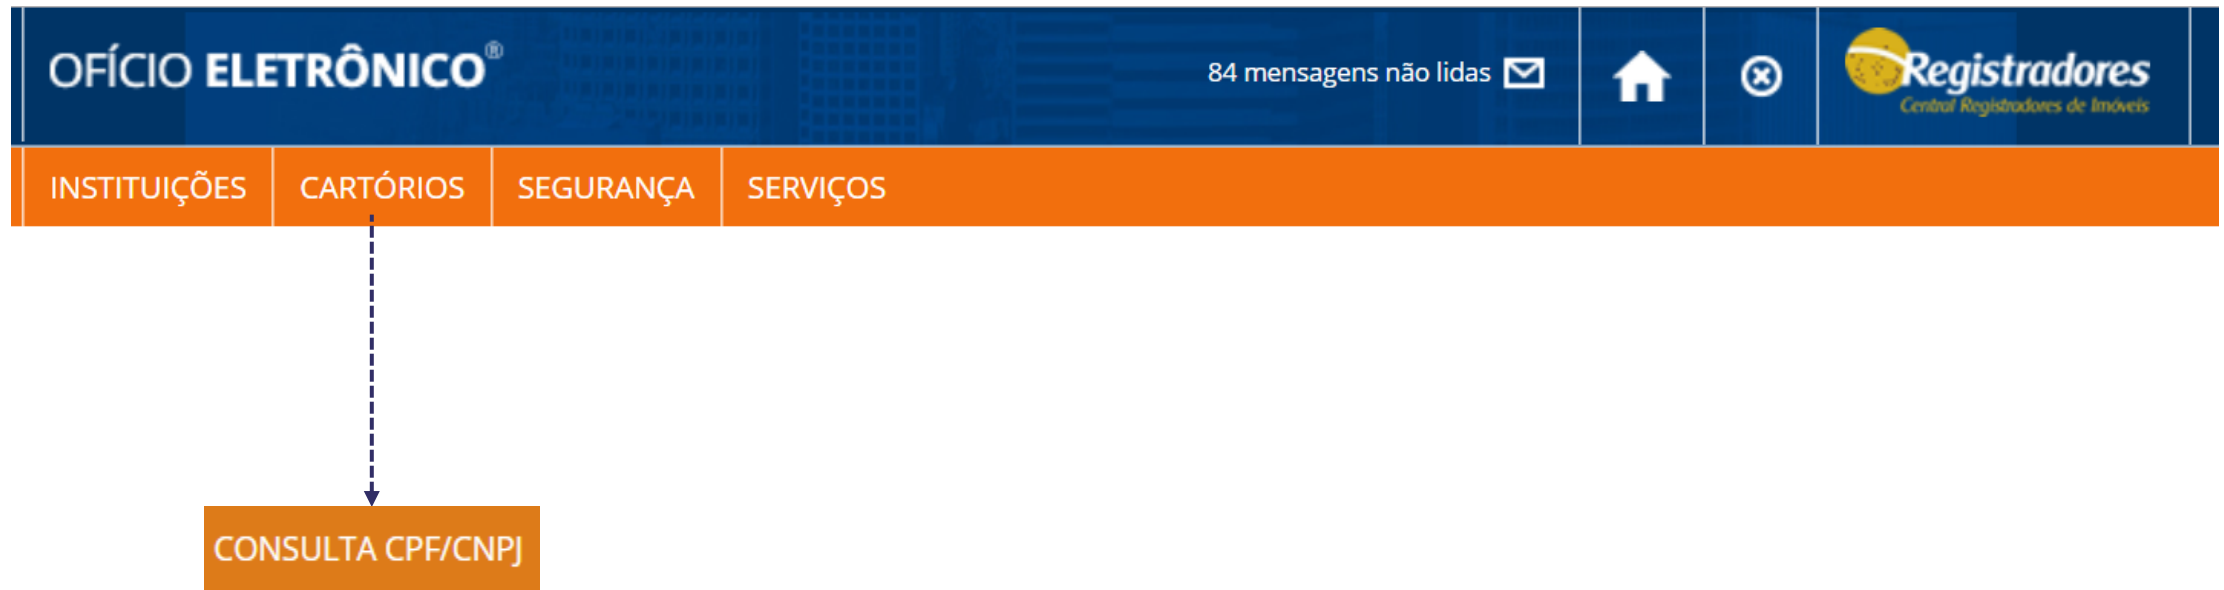 OFÍCIO ELETRÔNICO®
84 mensagens não lidas
Registradores
Central Registradores de Imóveis
INSTITUIÇÕES CARTÓRIOS SEGURANÇA SERVIÇOS
CONSULTA CPF/CNPJ